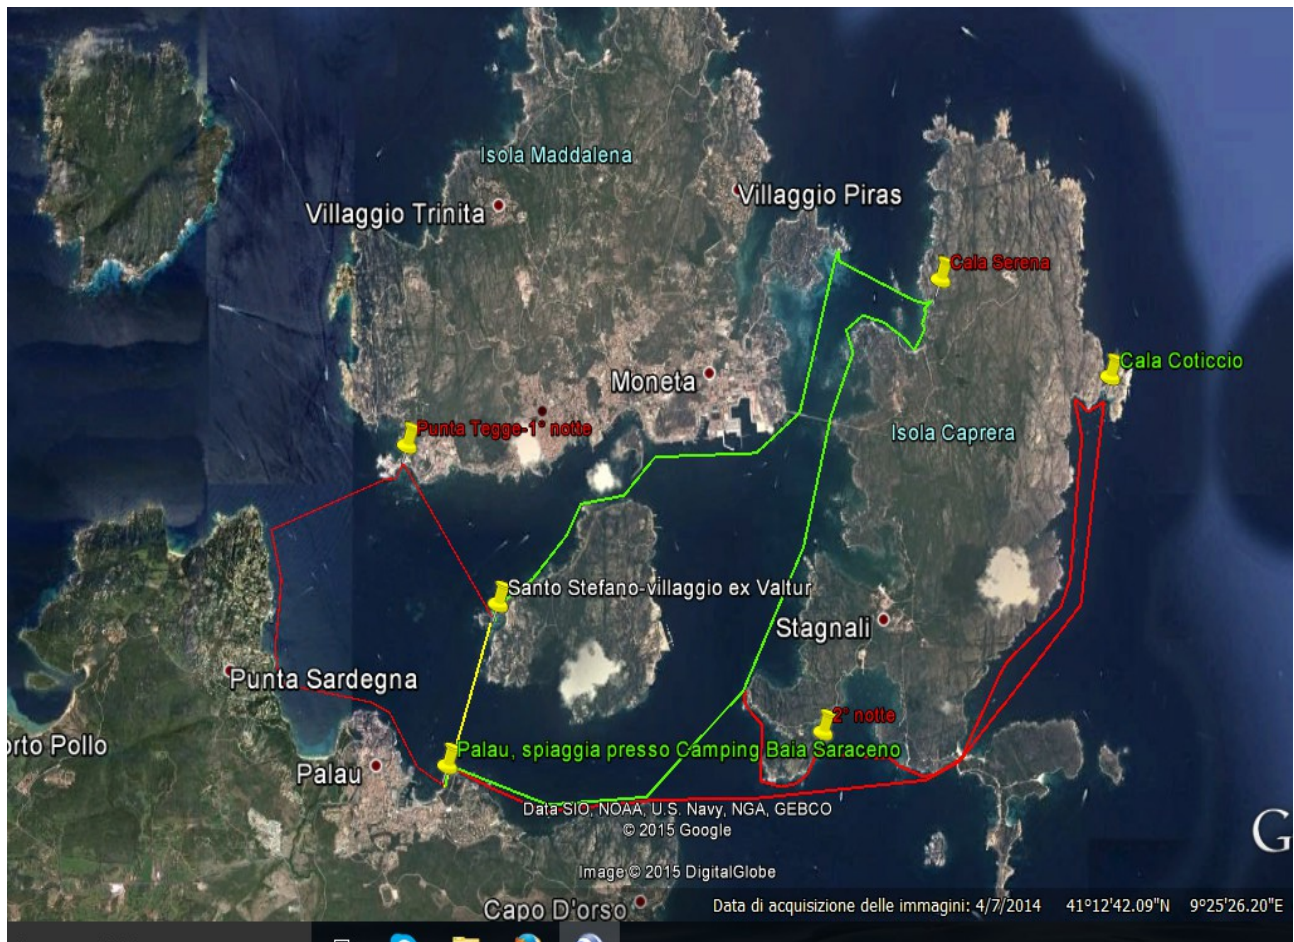 Isola Maddalena
Villaggio Trinita
Villaggio Piras
Cala Serena
Cala Coticcio
Moneta
Punta Tegge-1° notte
Isola Caprera
Santo Stefano-villaggio ex Valtur
Stagnali
Punta Sardegna
2° notte
orto Pollo
Palau, spiaggia presso Camping Baia Saraceno
Palau
Data SIO, NOAA, U.S. Navy, NGA, GEBCO
© 2015 Google
G
Image © 2015 DigitalGlobe
Capo D'orso
Data di acquisizione delle immagini: 4/7/2014 41°12'42.09"N 9°25'26.20"E